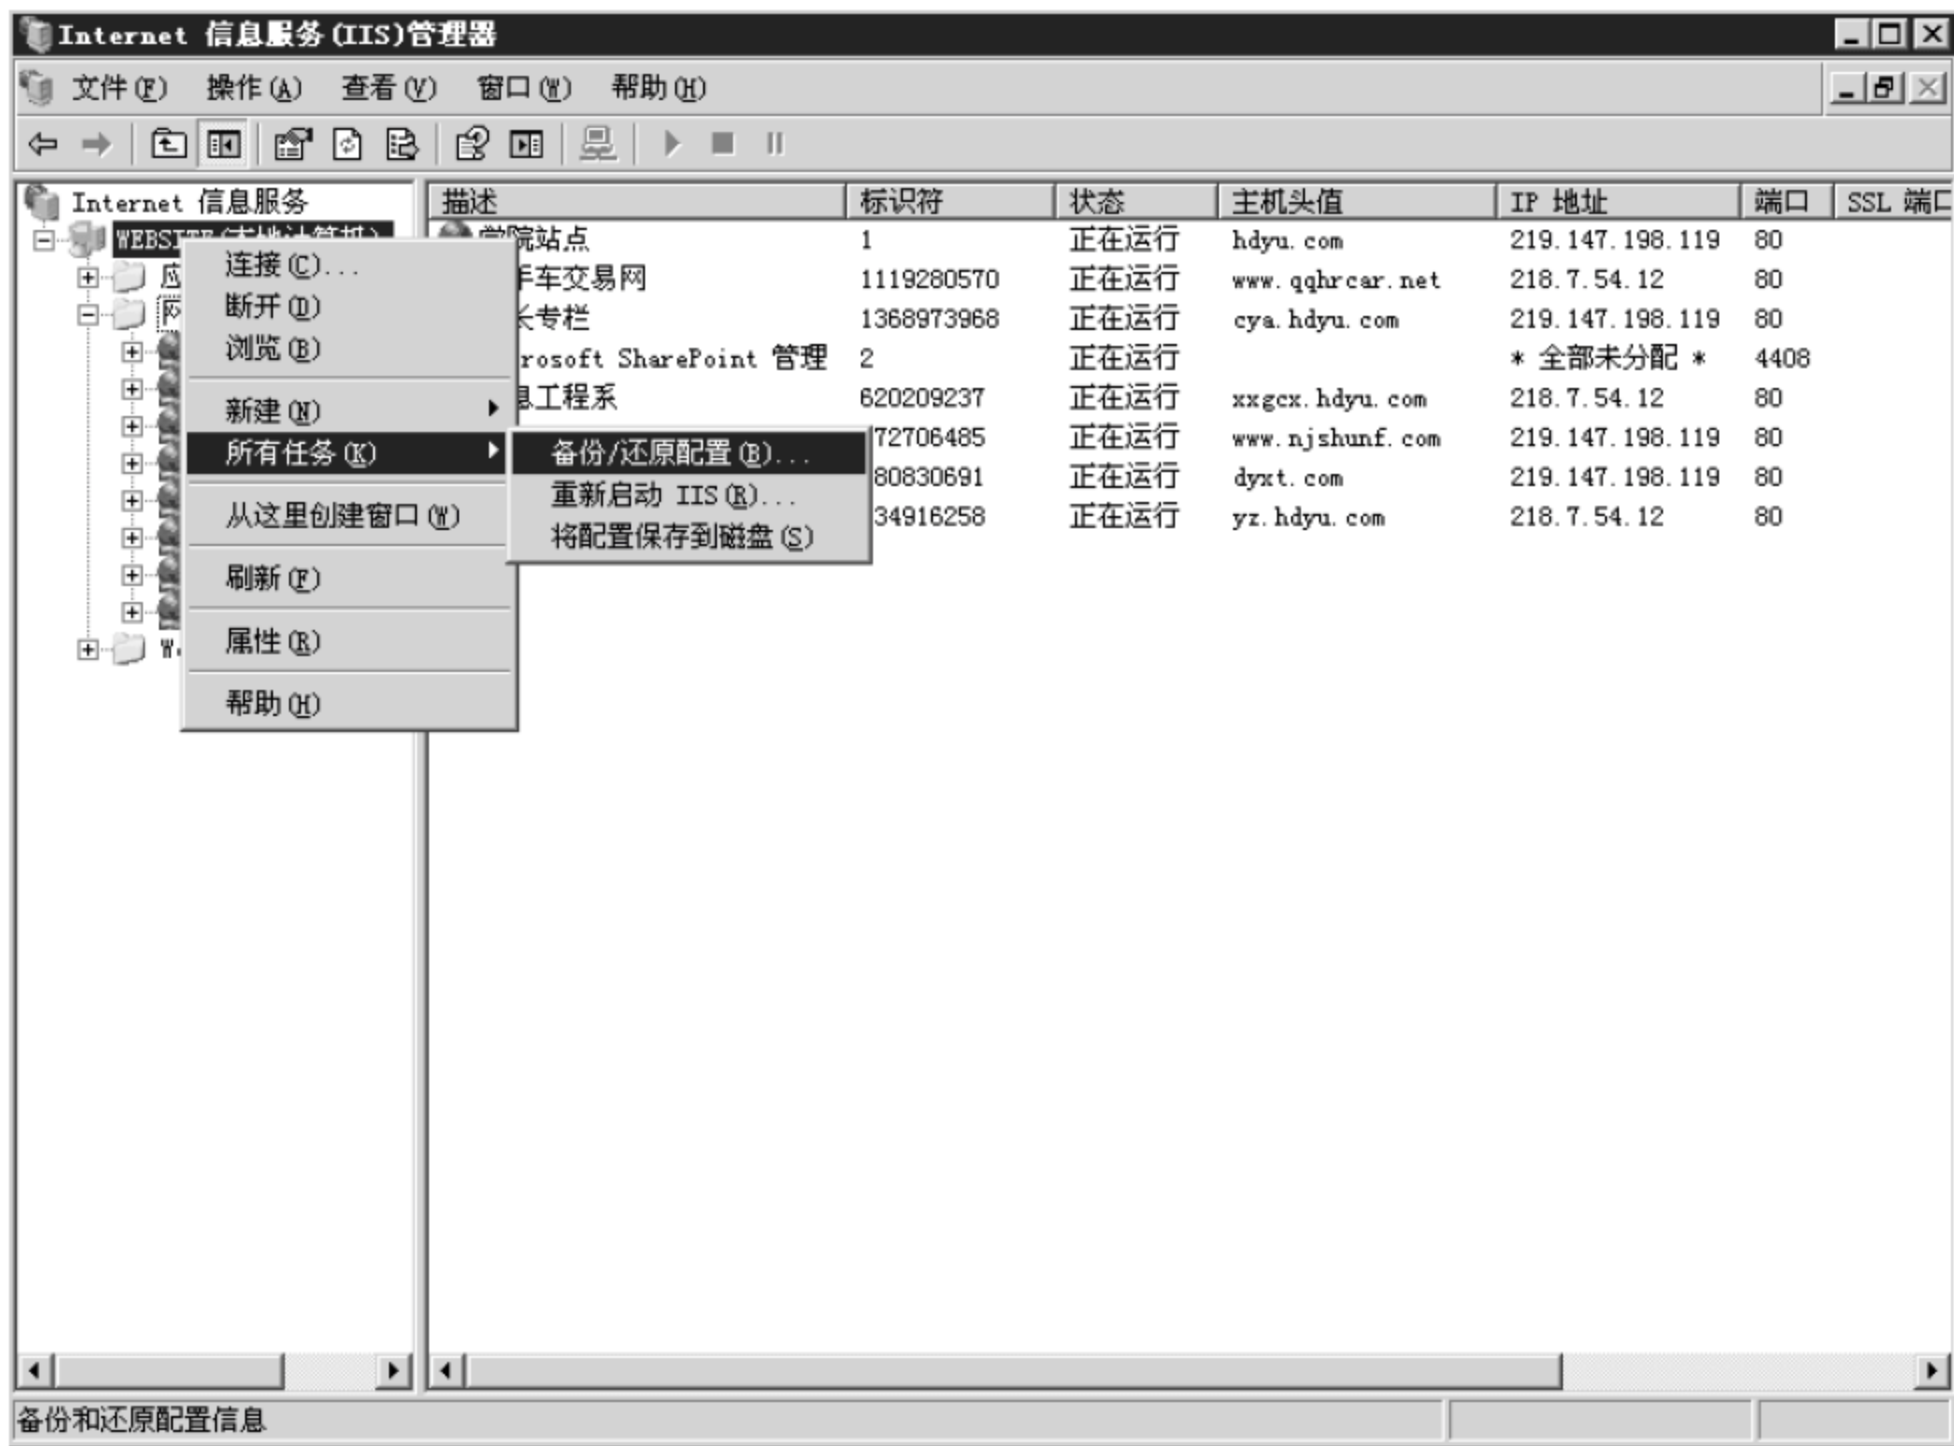 Internet 信息服务(IIS)管理器
文件(F) 操作(A) 查看(V) 窗口(W) 帮助(H)
Internet 信息服务
连接(C)...
断开(D)
浏览(B)
新建(N)
所有任务(K)
从这里创建窗口(W)
刷新(F)
属性(R)
帮助(H)
备份/还原配置(B)...
重新启动 IIS(R)...
将配置保存到磁盘(S)
描述 标识符 状态 主机头值 IP 地址 端口 SSL 端口
学院站点 1 正在运行 hdyu.com 219.147.198.119 80
手车交易网 1119280570 正在运行 www.qqhrcar.net 218.7.54.12 80
长专栏 1368973968 正在运行 cya.hdyu.com 219.147.198.119 80
rosoft SharePoint 管理 2 正在运行 * 全部未分配 * 4408
息工程系 620209237 正在运行 xxgcx.hdyu.com 218.7.54.12 80
72706485 正在运行 www.njshunf.com 219.147.198.119 80
80830691 正在运行 dyxt.com 219.147.198.119 80
34916258 正在运行 yz.hdyu.com 218.7.54.12 80
备份和还原配置信息